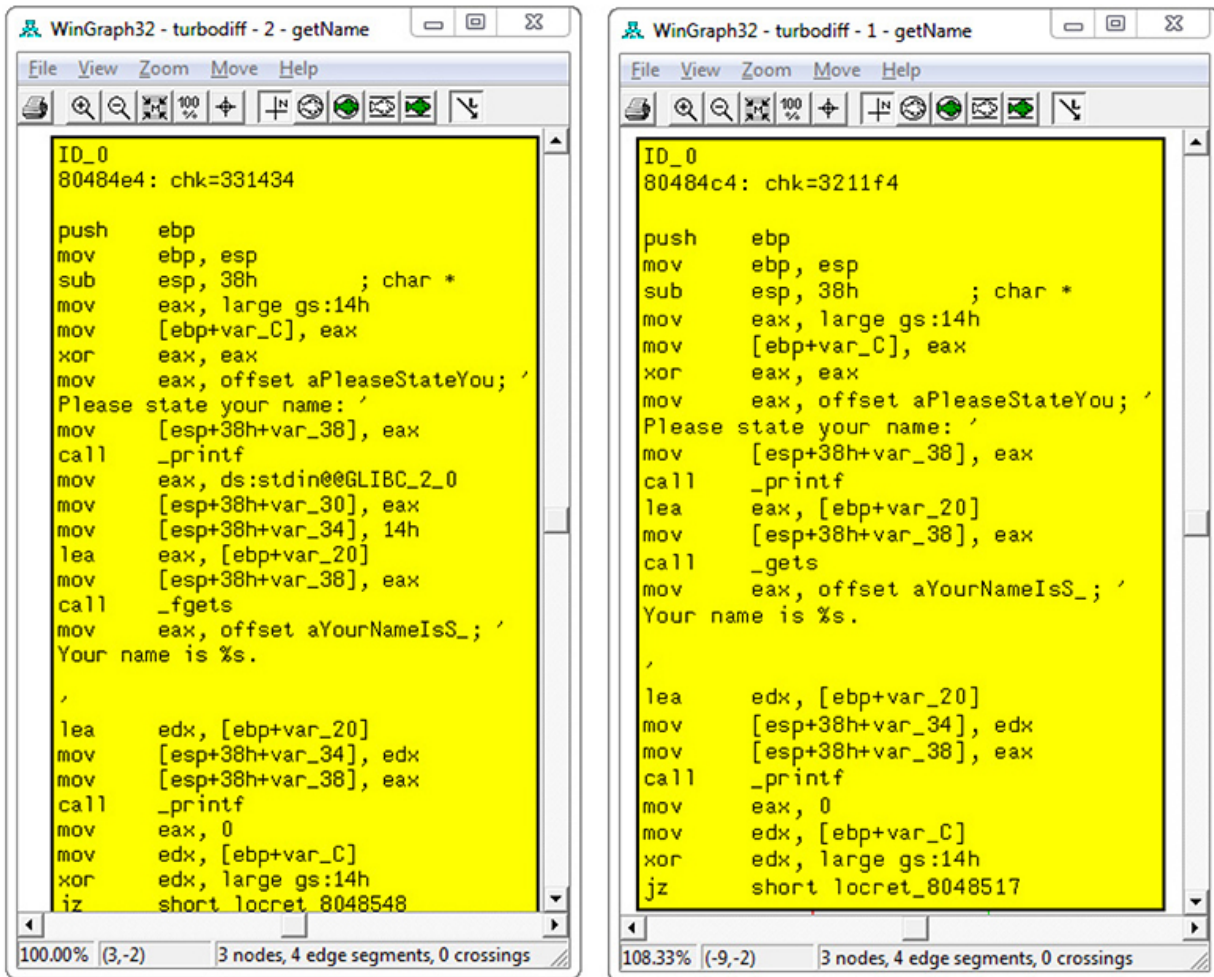 WinGraph32 - turbodiff - 2 - getName
File View Zoom Move Help
100 %
N
ID_0
80484e4: chk=331434
push ebp
mov ebp, esp
sub esp, 38h ; char *
mov eax, large gs:14h
mov [ebp+var_C], eax
xor eax, eax
mov eax, offset aPleaseStateYou; ′
Please state your name: ′
mov [esp+38h+var_38], eax
call _printf
mov eax, ds:stdin@@GLIBC_2_0
mov [esp+38h+var_30], eax
mov [esp+38h+var_34], 14h
lea eax, [ebp+var_20]
mov [esp+38h+var_38], eax
call _fgets
mov eax, offset aYourNameIsS_; ′
Your name is %s.
′
lea edx, [ebp+var_20]
mov [esp+38h+var_34], edx
mov [esp+38h+var_38], eax
call _printf
mov eax, 0
mov edx, [ebp+var_C]
xor edx, large gs:14h
jz short locret_8048548
100.00% (3,-2) 3 nodes, 4 edge segments, 0 crossings
WinGraph32 - turbodiff - 1 - getName
File View Zoom Move Help
100 %
N
ID_0
80484c4: chk=3211f4
push ebp
mov ebp, esp
sub esp, 38h ; char *
mov eax, large gs:14h
mov [ebp+var_C], eax
xor eax, eax
mov eax, offset aPleaseStateYou; ′
Please state your name: ′
mov [esp+38h+var_38], eax
call _printf
lea eax, [ebp+var_20]
mov [esp+38h+var_38], eax
call _gets
mov eax, offset aYourNameIsS_; ′
Your name is %s.
′
lea edx, [ebp+var_20]
mov [esp+38h+var_34], edx
mov [esp+38h+var_38], eax
call _printf
mov eax, 0
mov edx, [ebp+var_C]
xor edx, large gs:14h
jz short locret_8048517
108.33% (-9,-2) 3 nodes, 4 edge segments, 0 crossings